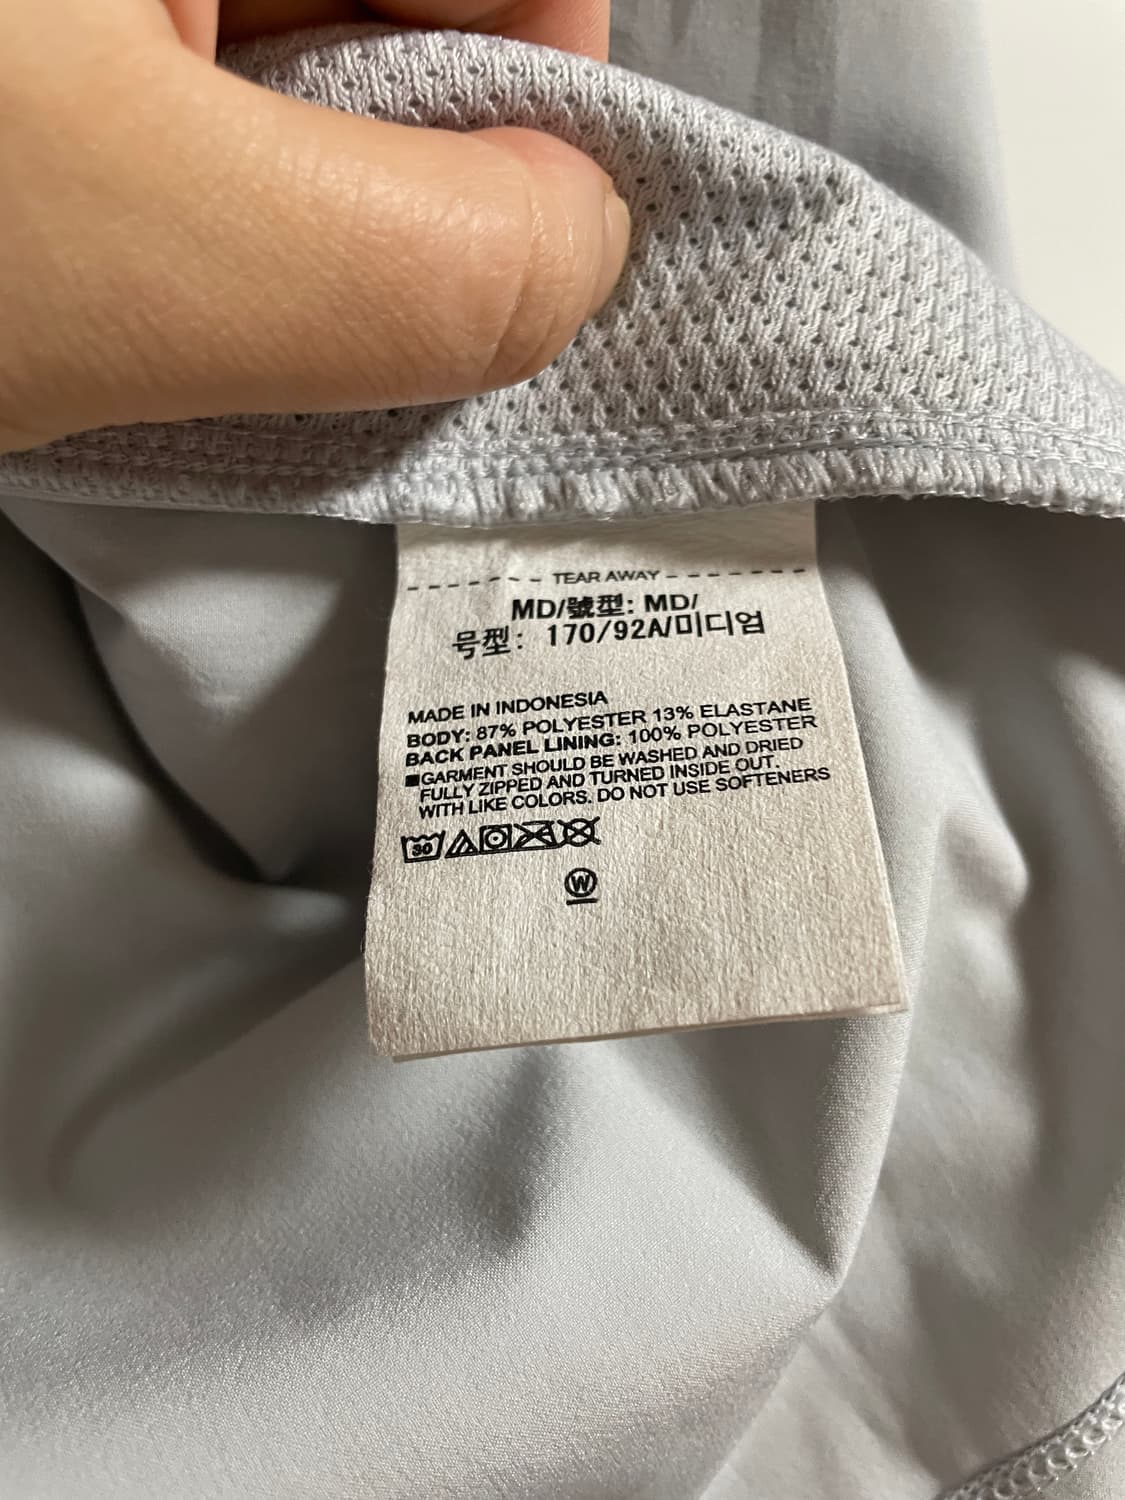 TEAR AWAY
MD/號型: MD/
号型: 170/92A/미디엄
MADE IN INDONESIA
BODY: 87% POLYESTER 13% ELASTANE
BACK PANEL LINING: 100% POLYESTER
■GARMENT SHOULD BE WASHED AND DRIED
FULLY ZIPPED AND TURNED INSIDE OUT.
WITH LIKE COLORS. DO NOT USE SOFTENERS
30
W